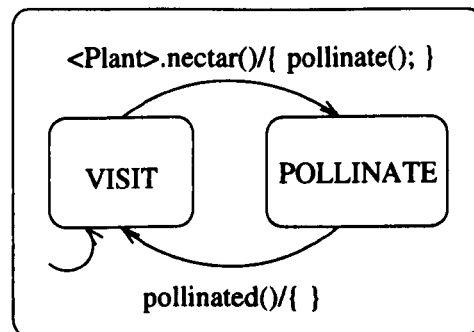 <Plant>.nectar()/{ pollinate(); }
VISIT
POLLINATE
pollinated()/{ }